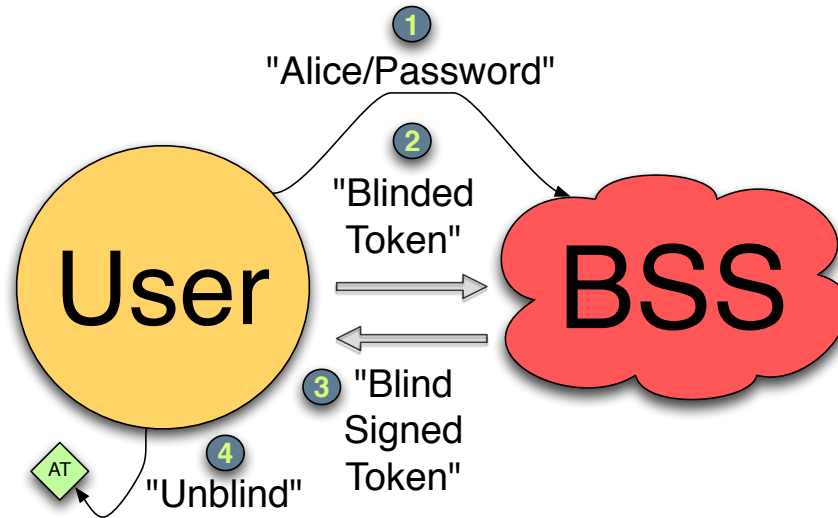 1
"Alice/Password"
2
"Blinded
Token"
User
BSS
3 "Blind
Signed
Token"
4
AT
"Unblind"